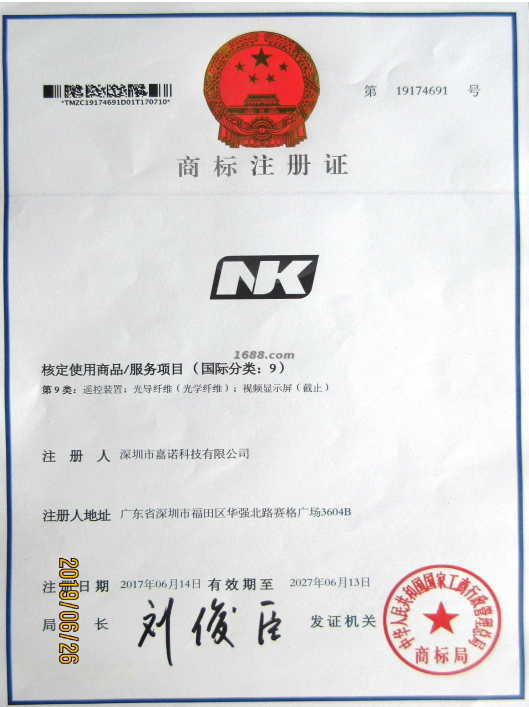 第 19174691 号
*TMZC19174691D01T170710*
商标注册证
NK
1688.com
核定使用商品/服务项目（国际分类：9）
第9类：遥控装置；光导纤维（光学纤维）；视频显示屏（截止）
注册人 深圳市嘉诺科技有限公司
注册人地址 广东省深圳市福田区华强北路赛格广场3604B
注册日期 2017年06月14日 有效期至 2027年06月13日
局长 刘俊臣 发证机关
中华人民共和国国家工商行政管理总局
商标局
2019/06/26